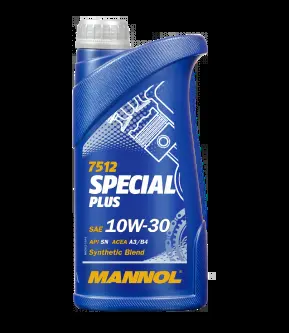 7512
SPECIAL
PLUS
SAE 10W-30
API SN ACEA A3/B4
Synthetic Blend
MANNOL